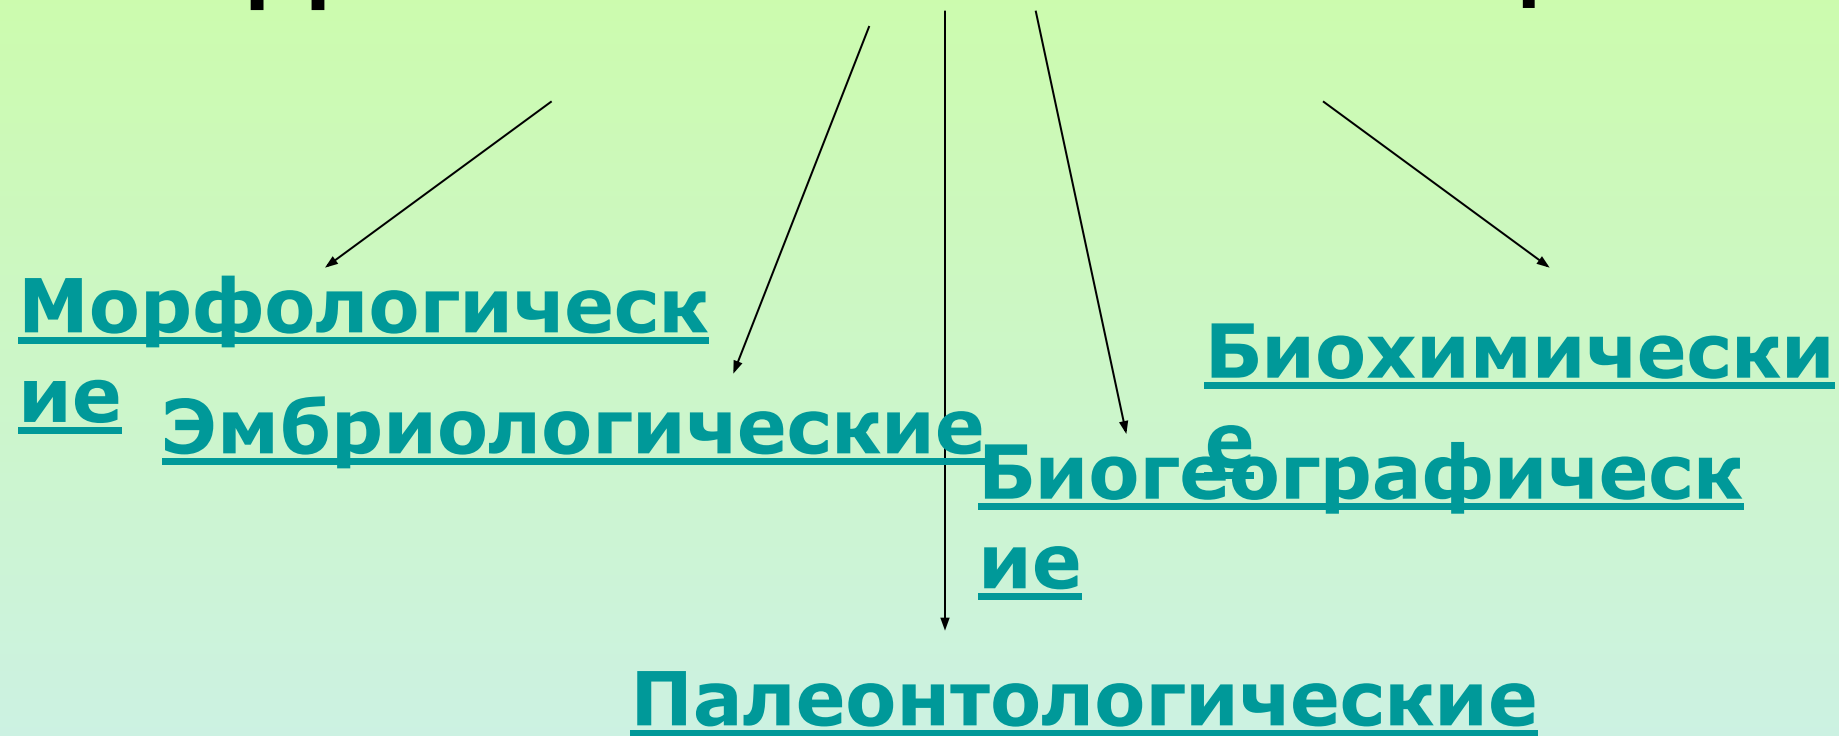 Морфологическ
ие
Эмбриологические
Биохимически
е
Биогеографическ
ие
Палеонтологические